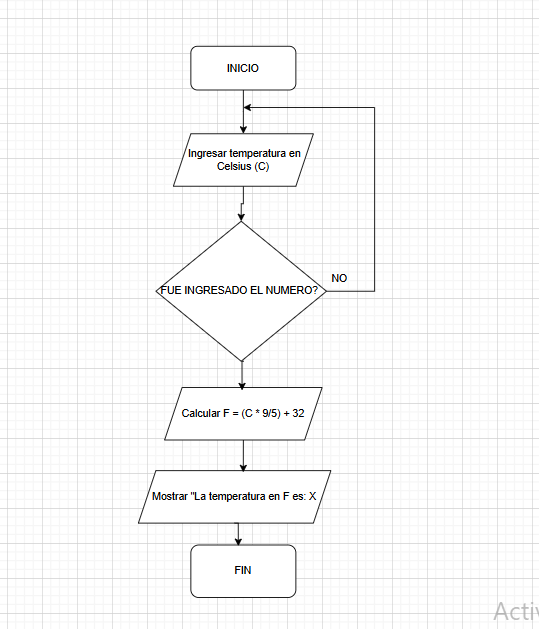 INICIO
Ingresar temperatura en
Celsius (C)
FUE INGRESADO EL NUMERO?
NO
Calcular F = (C * 9/5) + 32
Mostrar "La temperatura en F es: X
FIN